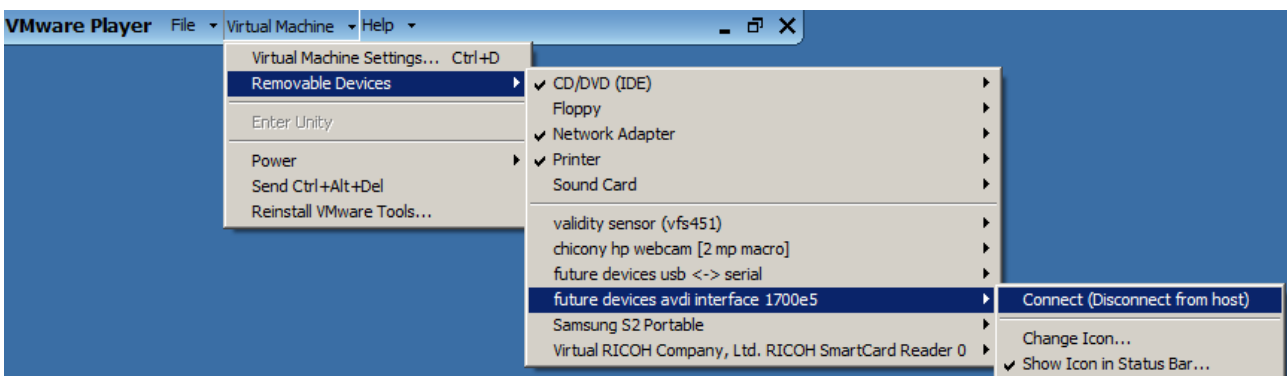 VMware Player File Virtual Machine Help
Virtual Machine Settings... Ctrl+D
Removable Devices
Enter Unity
Power
Send Ctrl+Alt+Del
Reinstall VMware Tools...
CD/DVD (IDE)
Floppy
Network Adapter
Printer
Sound Card
validity sensor (vfs451)
chicony hp webcam [2 mp macro]
future devices usb <-> serial
future devices avdi interface 1700e5
Samsung S2 Portable
Virtual RICOH Company, Ltd. RICOH SmartCard Reader 0
Connect (Disconnect from host)
Change Icon...
Show Icon in Status Bar...